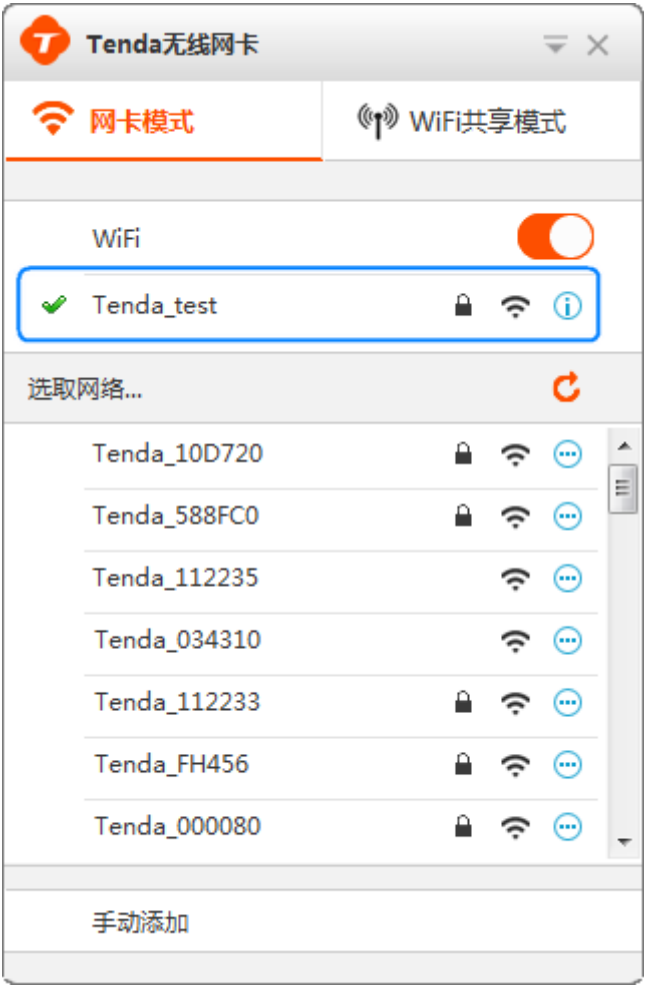 Tenda无线网卡
网卡模式 WiFi共享模式
WiFi
Tenda_test
选取网络...
Tenda_10D720
Tenda_588FC0
Tenda_112235
Tenda_034310
Tenda_112233
Tenda_FH456
Tenda_000080
手动添加